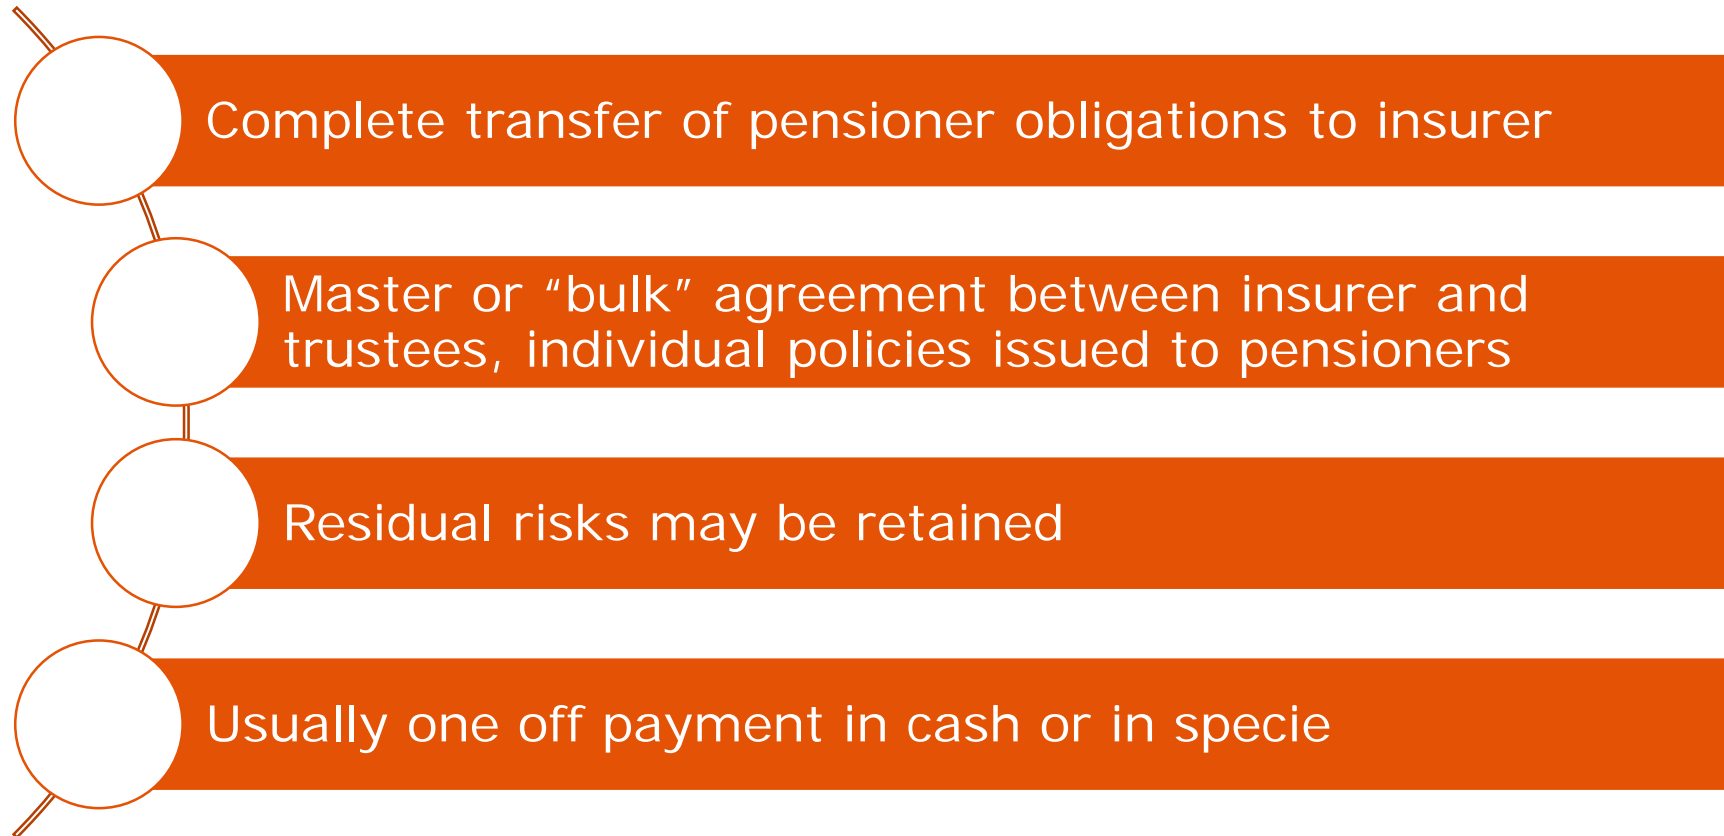 Complete transfer of pensioner obligations to insurer
Master or “bulk” agreement between insurer and
trustees, individual policies issued to pensioners
Residual risks may be retained
Usually one off payment in cash or in specie